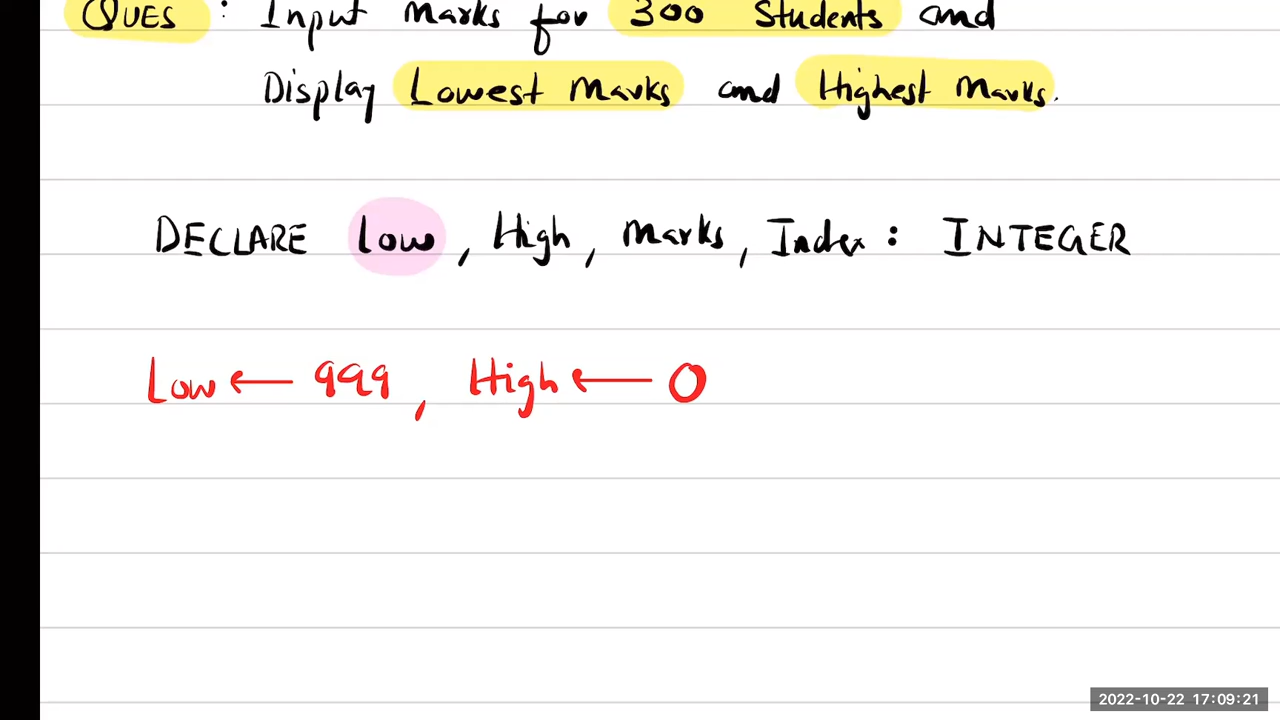 QUES : Input Marks for 300 Students and
Display Lowest Marks and Highest Marks.
DECLARE Low, High, Marks, Index : INTEGER
Low ← 999, High ← 0
2022-10-22 17:09:21